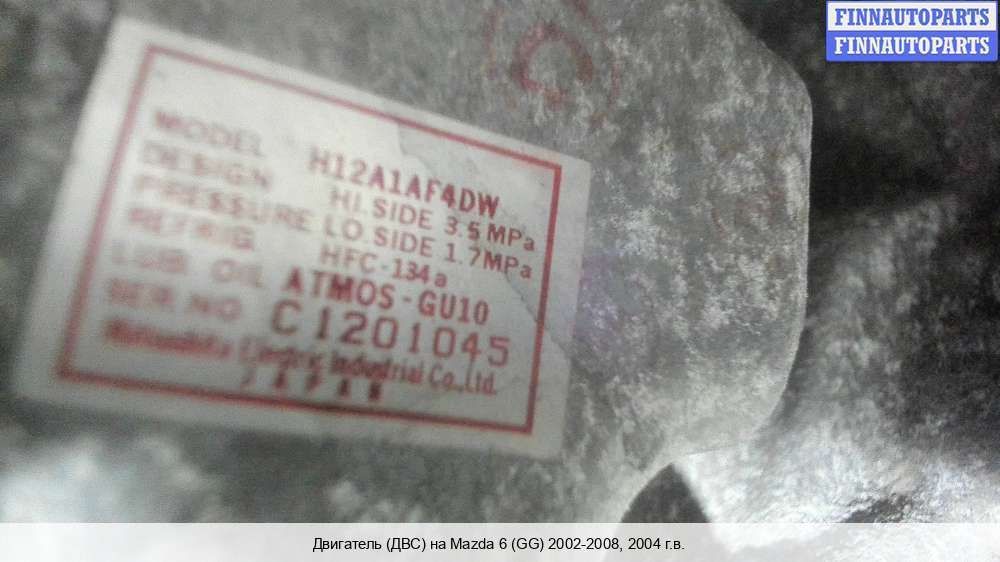 FINNAUTOPARTS
FINNAUTOPARTS
MODEL H12A1AF4DW
DESIGN HI.SIDE 3.5MPa
PRESSURE LO.SIDE 1.7MPa
REFRIG. HFC-134a
LUB. OIL ATMOS-GU10
SER.NO C1201045
Matsushita Electric Industrial Co.,Ltd.
JAPAN
Двигатель (ДВС) на Mazda 6 (GG) 2002-2008, 2004 г.в.